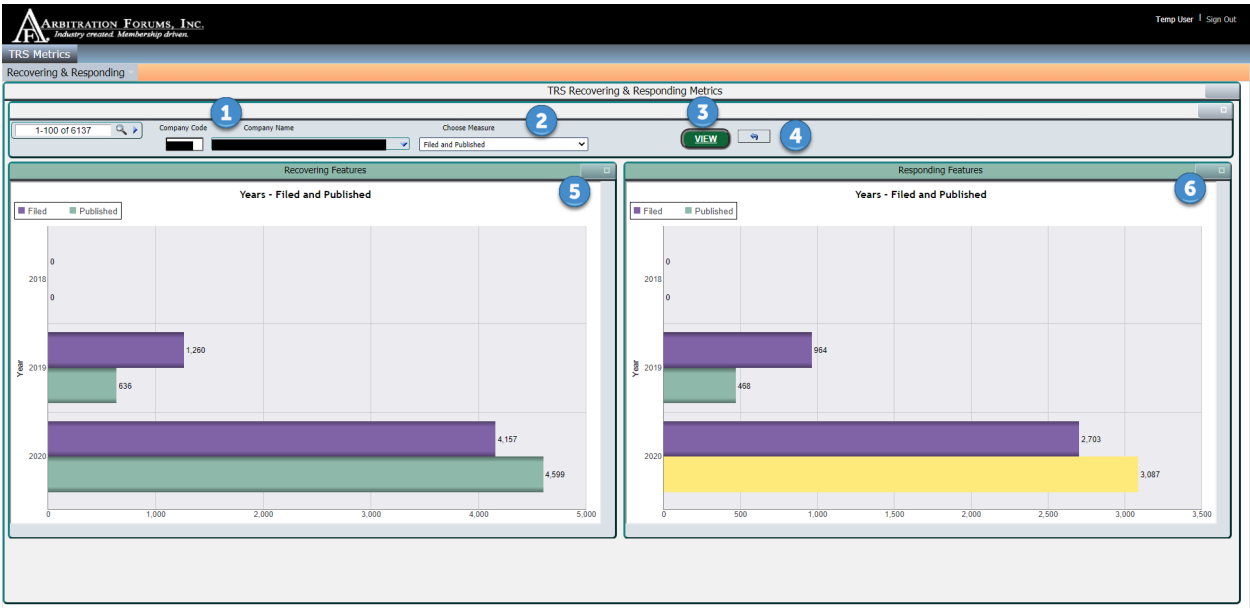 ARBITRATION FORUMS, INC.
Industry created. Membership driven.
Temp User | Sign Out
TRS Metrics
Recovering & Responding
TRS Recovering & Responding Metrics
1 2 3 4
1-100 of 6137
Company Code
Company Name
Choose Measure
Filed and Published
VIEW
Recovering Features
5
Years - Filed and Published
Filed Published
2018
0
0
Year
2019
1,260
636
2020
4,157
4,599
0 1,000 2,000 3,000 4,000 5,000
Responding Features
6
Years - Filed and Published
Filed Published
2018
0
0
Year
2019
964
468
2020
2,703
3,087
0 500 1,000 1,500 2,000 2,500 3,000 3,500